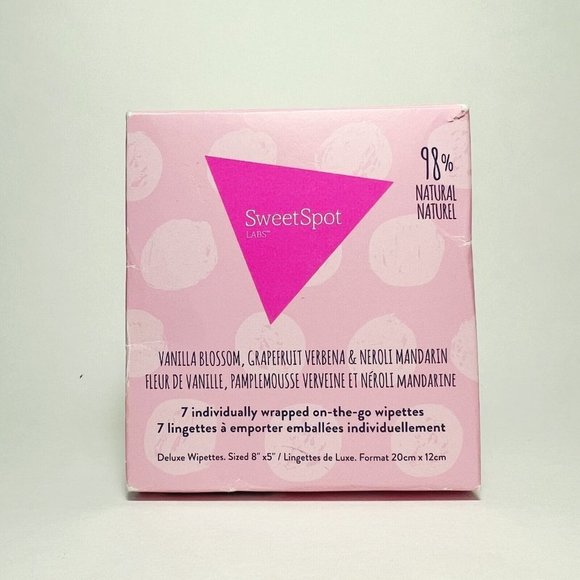 98%
NATURAL
NATUREL
SweetSpot
LABS™
VANILLA BLOSSOM, GRAPEFRUIT VERBENA & NEROLI MANDARIN
FLEUR DE VANILLE, PAMPLEMOUSSE VERVEINE ET NÉROLI MANDARINE
7 individually wrapped on-the-go wipettes
7 lingettes à emporter emballées individuellement
Deluxe Wipettes. Sized 8" x5" / Lingettes de Luxe. Format 20cm x 12cm